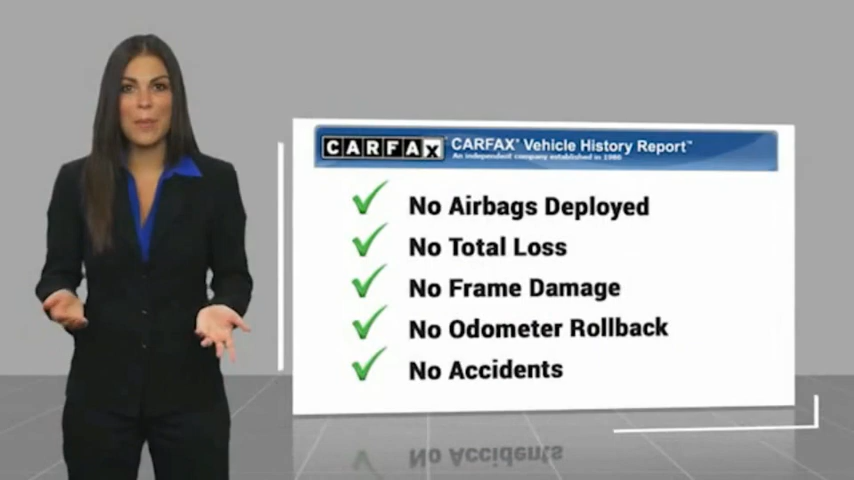 CARFAX CARFAX® Vehicle History Report™
An independent company established in 1986
No Airbags Deployed
No Total Loss
No Frame Damage
No Odometer Rollback
No Accidents
No Accidents